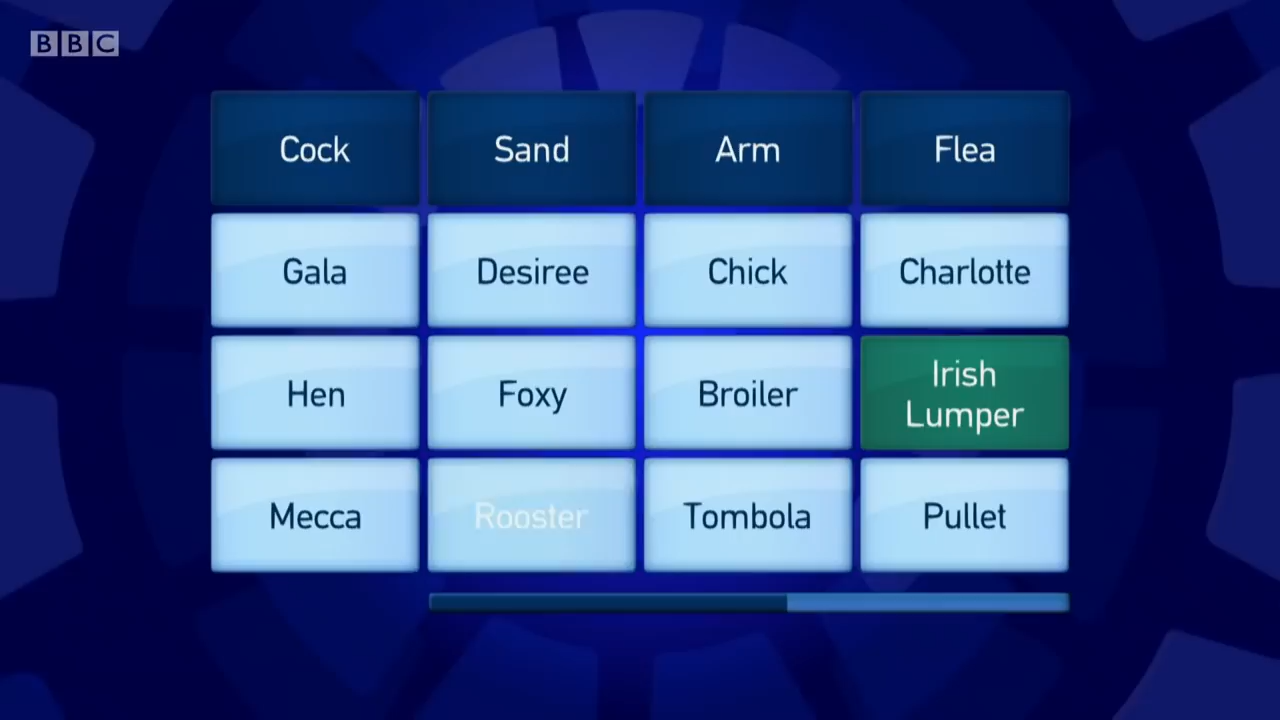 BBC
Cock
Sand
Arm
Flea
Gala
Desiree
Chick
Charlotte
Hen
Foxy
Broiler
Irish
Lumper
Mecca
Rooster
Tombola
Pullet